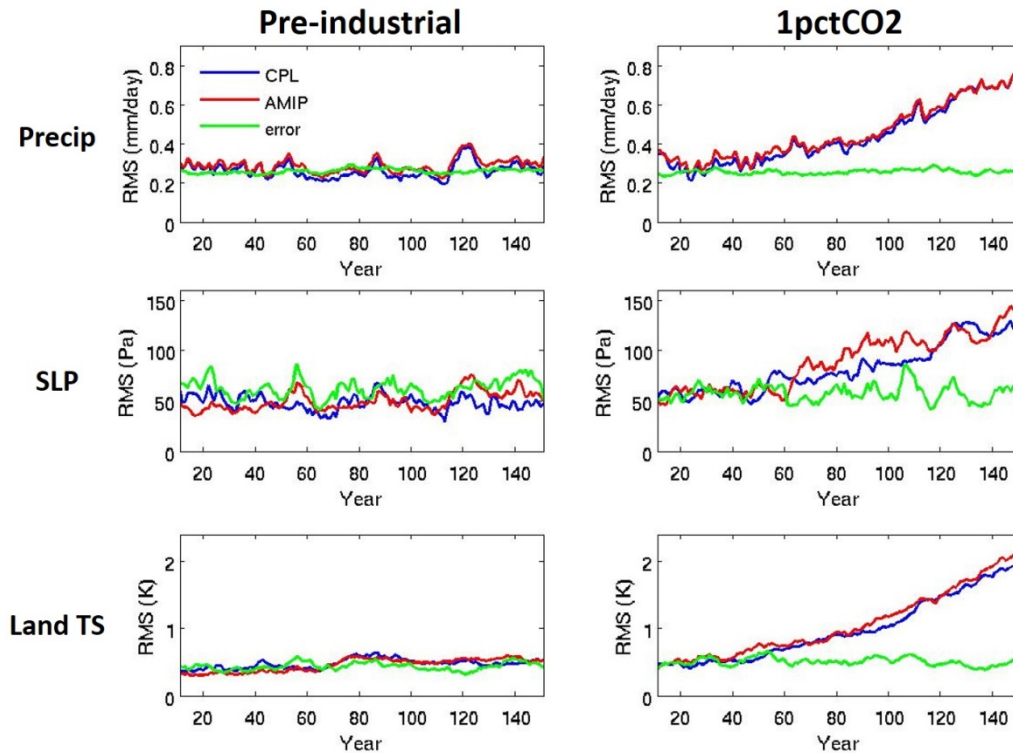 Pre-industrial
1pctCO2
Precip
RMS (mm/day)
0.8
0.6
0.4
0.2
0
CPL
AMIP
error
20 40 60 80 100 120 140
Year
RMS (mm/day)
0.8
0.6
0.4
0.2
0
20 40 60 80 100 120 140
Year
SLP
RMS (Pa)
150
100
50
0
20 40 60 80 100 120 140
Year
RMS (Pa)
150
100
50
0
20 40 60 80 100 120 140
Year
Land TS
RMS (K)
2
1
0
20 40 60 80 100 120 140
Year
RMS (K)
2
1
0
20 40 60 80 100 120 140
Year